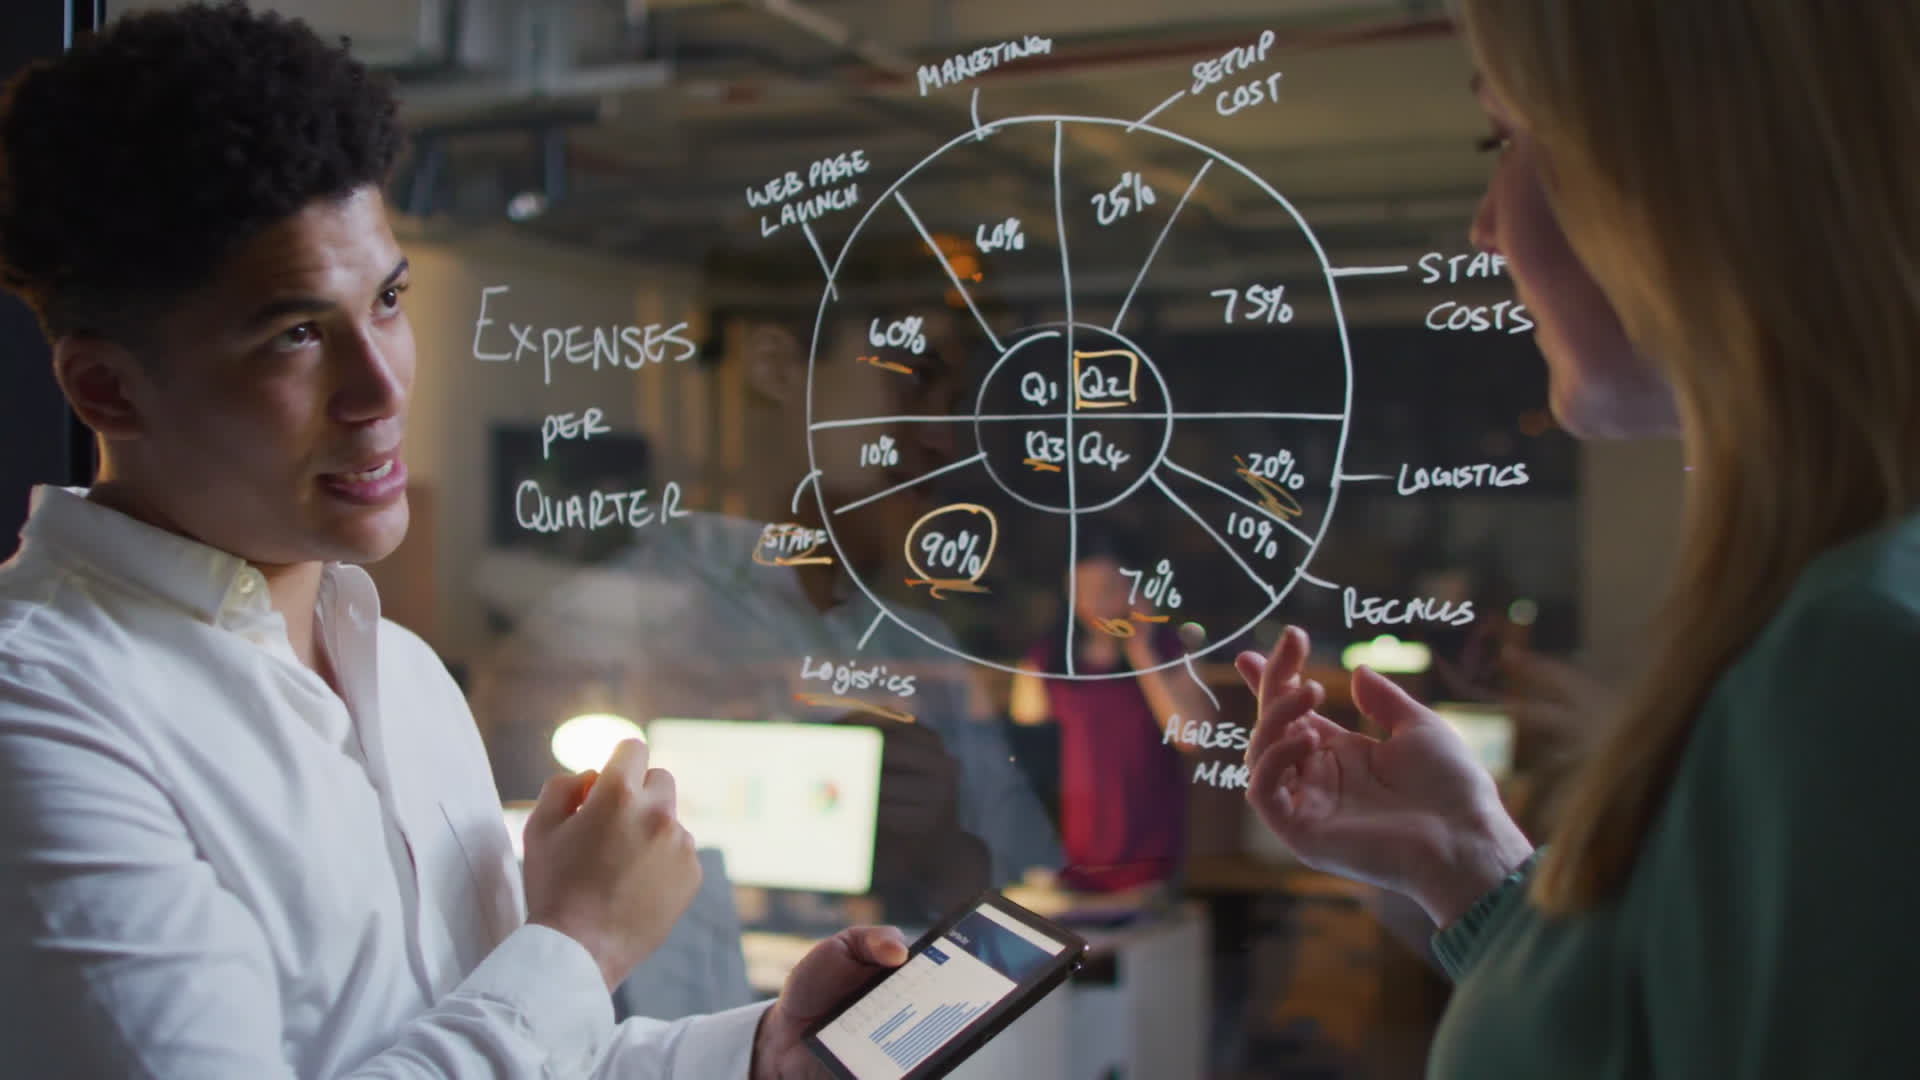 MARKETING
SETUP
COST
WEB PAGE
LAUNCH
25%
STAF
COSTS
75%
EXPENSES
PER
QUARTER
60%
Q1
Q2
Q3
Q4
10%
20%
LOGISTICS
10%
STAFF
90%
70%
RECALLS
Logistics
AGRES
MAR